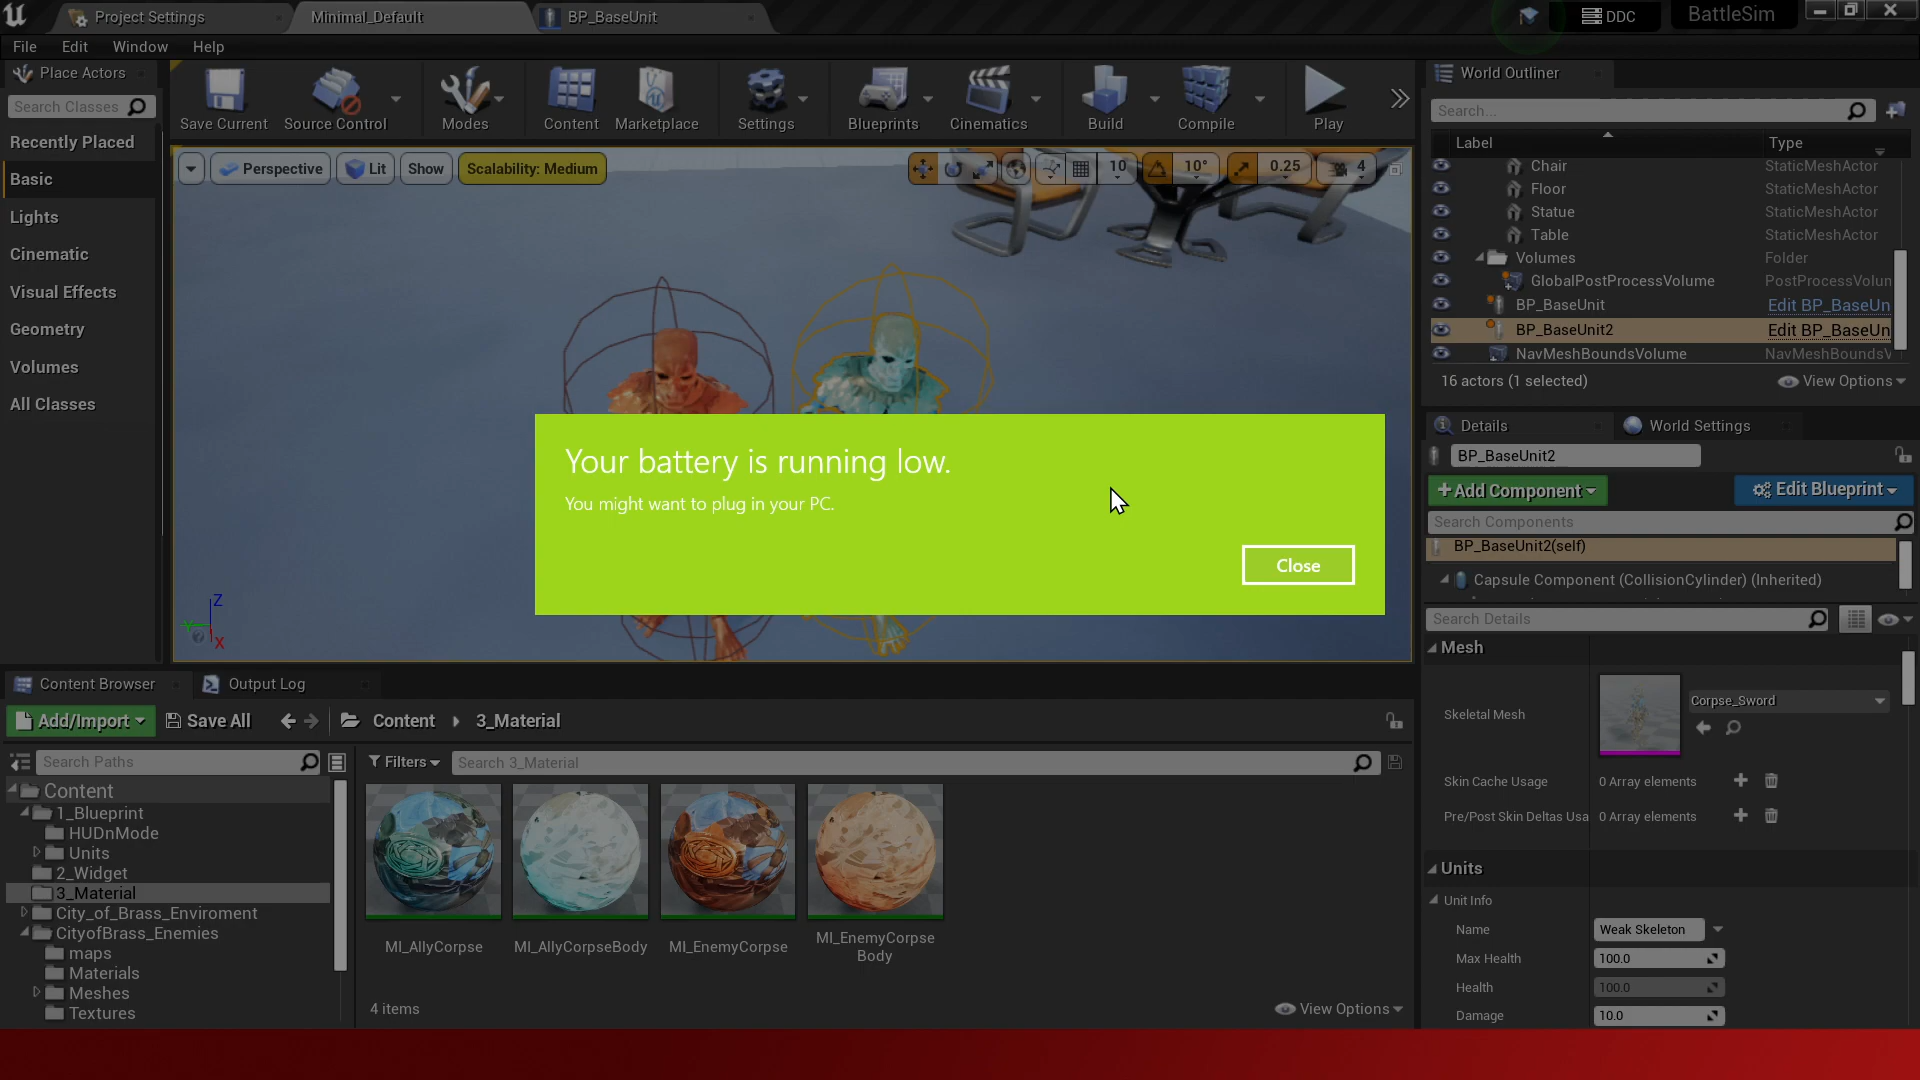 Project Settings
Minimal_Default
BP_BaseUnit
DDC
BattleSim
File Edit Window Help
Place Actors
Search Classes
Recently Placed
Basic
Lights
Cinematic
Visual Effects
Geometry
Volumes
All Classes
Save Current
Source Control
Modes
Content
Marketplace
Settings
Blueprints
Cinematics
Build
Compile
Play
Perspective
Lit
Show
Scalability: Medium
10
10°
0.25
4
Z
Y
X
Your battery is running low.
You might want to plug in your PC.
Close
World Outliner
Search...
Label Type
Chair StaticMeshActor
Floor StaticMeshActor
Statue StaticMeshActor
Table StaticMeshActor
Volumes Folder
GlobalPostProcessVolume PostProcessVolun
BP_BaseUnit Edit BP_BaseUn
BP_BaseUnit2 Edit BP_BaseUn
NavMeshBoundsVolume NavMeshBoundsV
16 actors (1 selected)
View Options
Details
World Settings
BP_BaseUnit2
+Add Component
Edit Blueprint
Search Components
BP_BaseUnit2(self)
Capsule Component (CollisionCylinder) (Inherited)
Search Details
Mesh
Skeletal Mesh
Corpse_Sword
Skin Cache Usage 0 Array elements
Pre/Post Skin Deltas Usa 0 Array elements
Units
Unit Info
Name Weak Skeleton
Max Health 100.0
Health 100.0
Damage 10.0
Content Browser
Output Log
Add/Import
Save All
Content
3_Material
Search Paths
Filters
Search 3_Material
Content
1_Blueprint
HUDnMode
Units
2_Widget
3_Material
City_of_Brass_Enviroment
CityofBrass_Enemies
maps
Materials
Meshes
Textures
MI_AllyCorpse
MI_AllyCorpseBody
MI_EnemyCorpse
MI_EnemyCorpse
Body
4 items
View Options